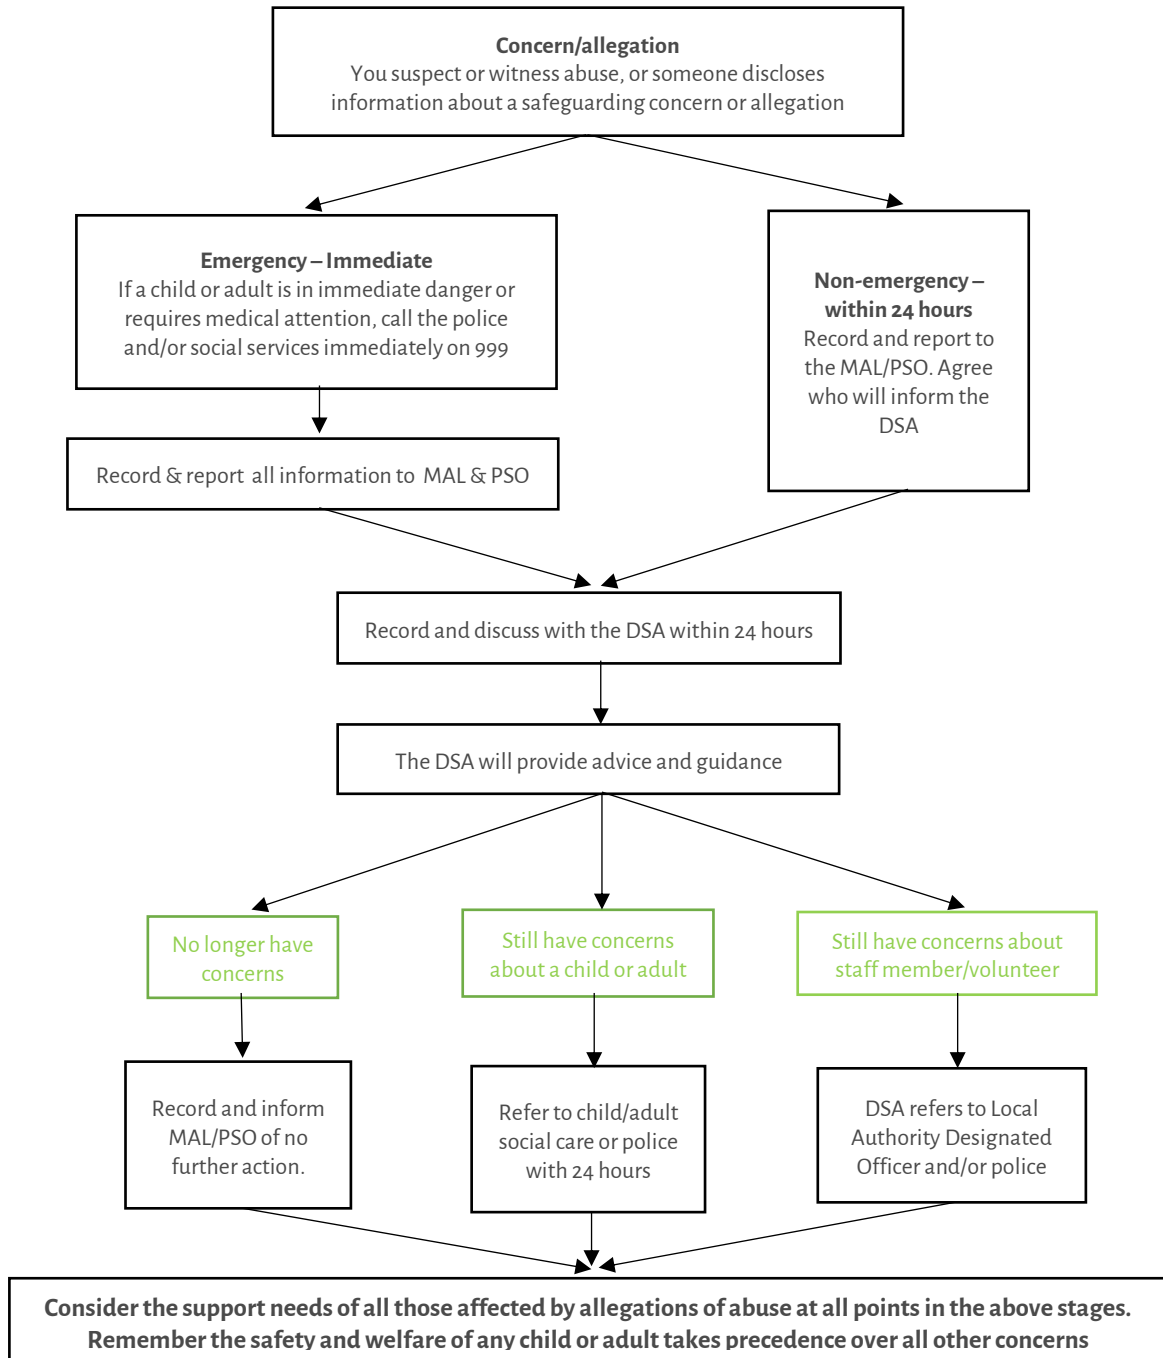 Concern/allegation
You suspect or witness abuse, or someone discloses
information about a safeguarding concern or allegation
Emergency – Immediate
If a child or adult is in immediate danger or
requires medical attention, call the police
and/or social services immediately on 999
Non-emergency –
within 24 hours
Record and report to
the MAL/PSO. Agree
who will inform the
DSA
Record & report all information to MAL & PSO
Record and discuss with the DSA within 24 hours
The DSA will provide advice and guidance
No longer have
concerns
Still have concerns
about a child or adult
Still have concerns about
staff member/volunteer
Record and inform
MAL/PSO of no
further action.
Refer to child/adult
social care or police
with 24 hours
DSA refers to Local
Authority Designated
Officer and/or police
Consider the support needs of all those affected by allegations of abuse at all points in the above stages.
Remember the safety and welfare of any child or adult takes precedence over all other concerns